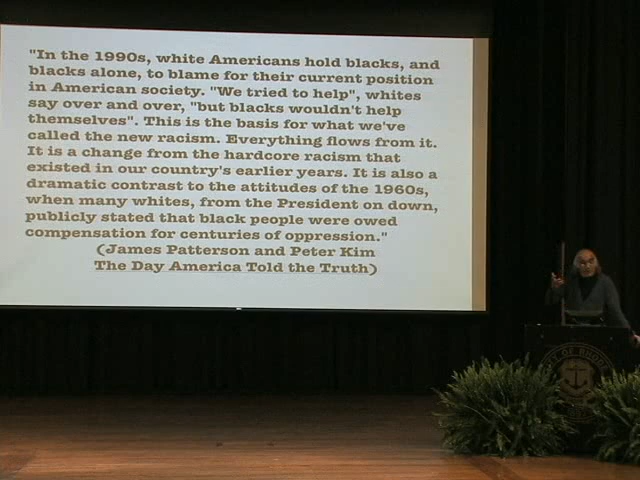 "In the 1990s, white Americans hold blacks, and
blacks alone, to blame for their current position
in American society. "We tried to help", whites
say over and over, "but blacks wouldn't help
themselves". This is the basis for what we've
called the new racism. Everything flows from it.
It is a change from the hardcore racism that
existed in our country's earlier years. It is also a
dramatic contrast to the attitudes of the 1960s,
when many whites, from the President on down,
publicly stated that black people were owed
compensation for centuries of oppression."
(James Patterson and Peter Kim
The Day America Told the Truth)
OF RHO